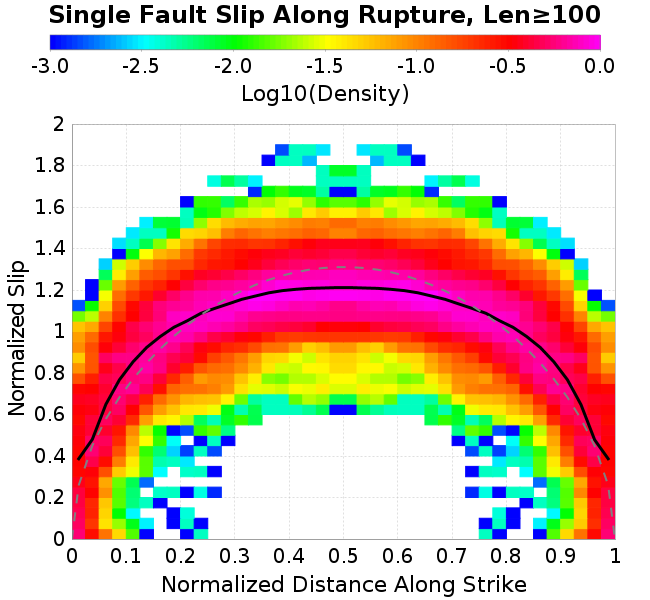 Single Fault Slip Along Rupture, Len≥100
-3.0 -2.5 -2.0 -1.5 -1.0 -0.5 0.0
Log10(Density)
Normalized Slip
2
1.8
1.6
1.4
1.2
1
0.8
0.6
0.4
0.2
0
0 0.1 0.2 0.3 0.4 0.5 0.6 0.7 0.8 0.9 1
Normalized Distance Along Strike